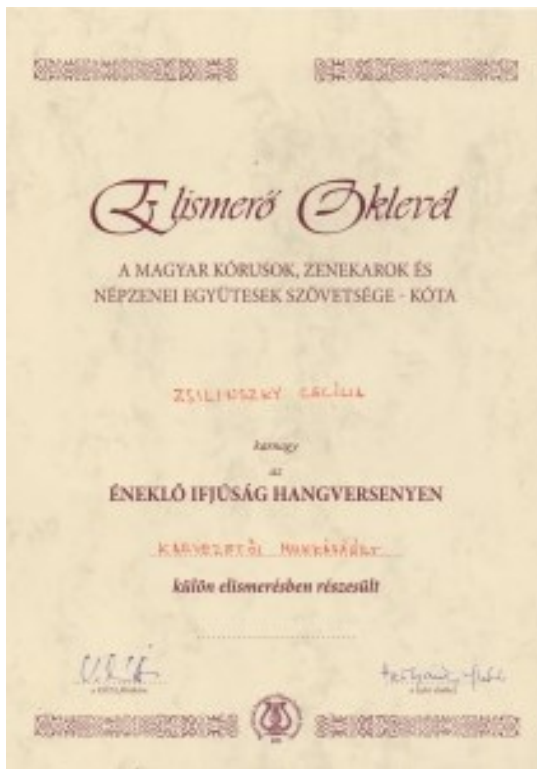 Elismerő Oklevél
A MAGYAR KÓRUSOK, ZENEKAROK ÉS
NÉPZENEI EGYÜTESEK SZÖVETSÉGE - KÓTA
ZSILINSZKY CECÍLIA
karnagy
az
ÉNEKLŐ IFJÚSÁG HANGVERSENYEN
KARVEZETŐI MUNKÁJÁÉRT
külön elismerésben részesült